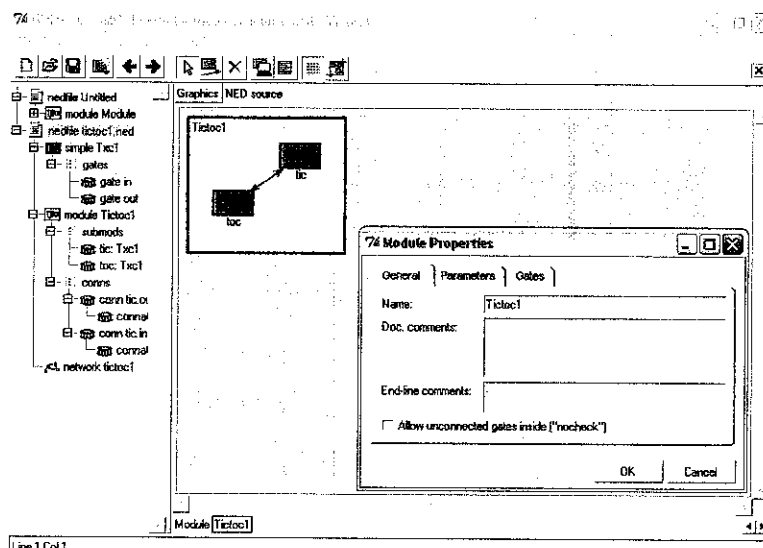 Graphics NED source
nedfile Untitled
module Module
nedfile tictoc1.ned
simple Txc1
gates
gate in
gate out
module Tictoc1
submods
tic: Txc1
toc: Txc1
conns
conn tic.ou
connat
conn tic.in
connat
network tictoc1
Tictoc1
tic
toc
Module Properties
General Parameters Gates
Name: Tictoc1
Doc. comments:
End-line comments:
Allow unconnected gates inside ("nocheck")
OK Cancel
Module Tictoc1
Line 1 Col 1